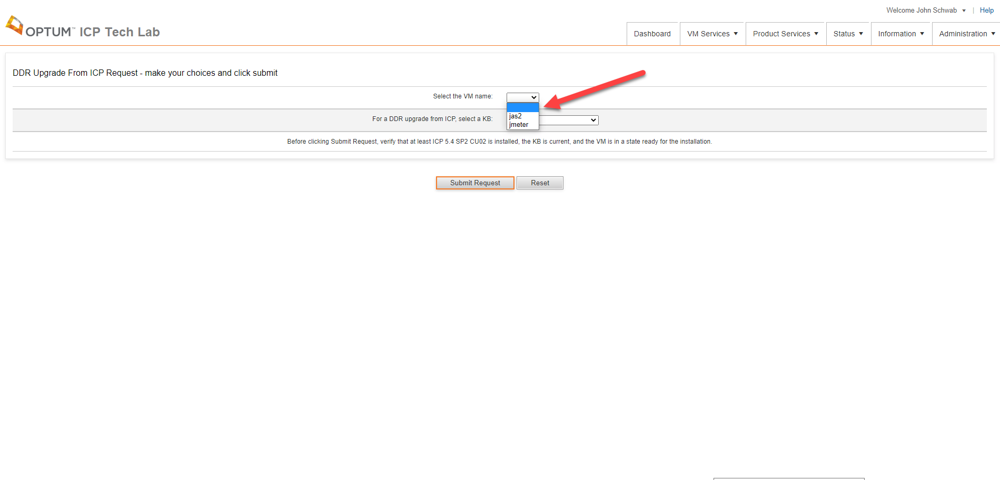 Welcome John Schwab ▼ | Help
OPTUM™ ICP Tech Lab
Dashboard VM Services ▼ Product Services ▼ Status ▼ Information ▼ Administration ▼
DDR Upgrade From ICP Request - make your choices and click submit
Select the VM name:
jas2
For a DDR upgrade from ICP, select a KB:
jmeter
Before clicking Submit Request, verify that at least ICP 5.4 SP2 CU02 is installed, the KB is current, and the VM is in a state ready for the installation.
Submit Request Reset